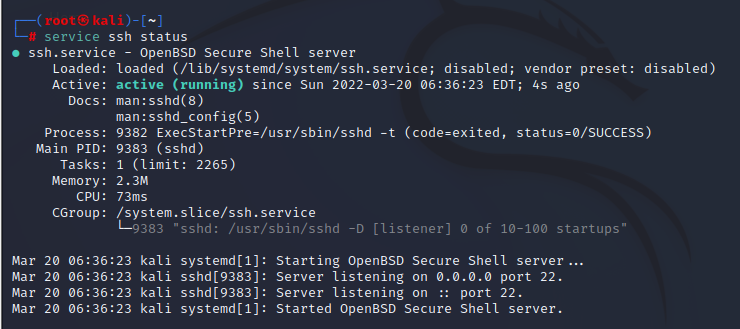 ┌──(root㉿kali)-[~]
└─# service ssh status
● ssh.service - OpenBSD Secure Shell server
     Loaded: loaded (/lib/systemd/system/ssh.service; disabled; vendor preset: disabled)
     Active: active (running) since Sun 2022-03-20 06:36:23 EDT; 4s ago
       Docs: man:sshd(8)
             man:sshd_config(5)
    Process: 9382 ExecStartPre=/usr/sbin/sshd -t (code=exited, status=0/SUCCESS)
   Main PID: 9383 (sshd)
      Tasks: 1 (limit: 2265)
     Memory: 2.3M
        CPU: 73ms
     CGroup: /system.slice/ssh.service
             └─9383 "sshd: /usr/sbin/sshd -D [listener] 0 of 10-100 startups"

Mar 20 06:36:23 kali systemd[1]: Starting OpenBSD Secure Shell server...
Mar 20 06:36:23 kali sshd[9383]: Server listening on 0.0.0.0 port 22.
Mar 20 06:36:23 kali sshd[9383]: Server listening on :: port 22.
Mar 20 06:36:23 kali systemd[1]: Started OpenBSD Secure Shell server.